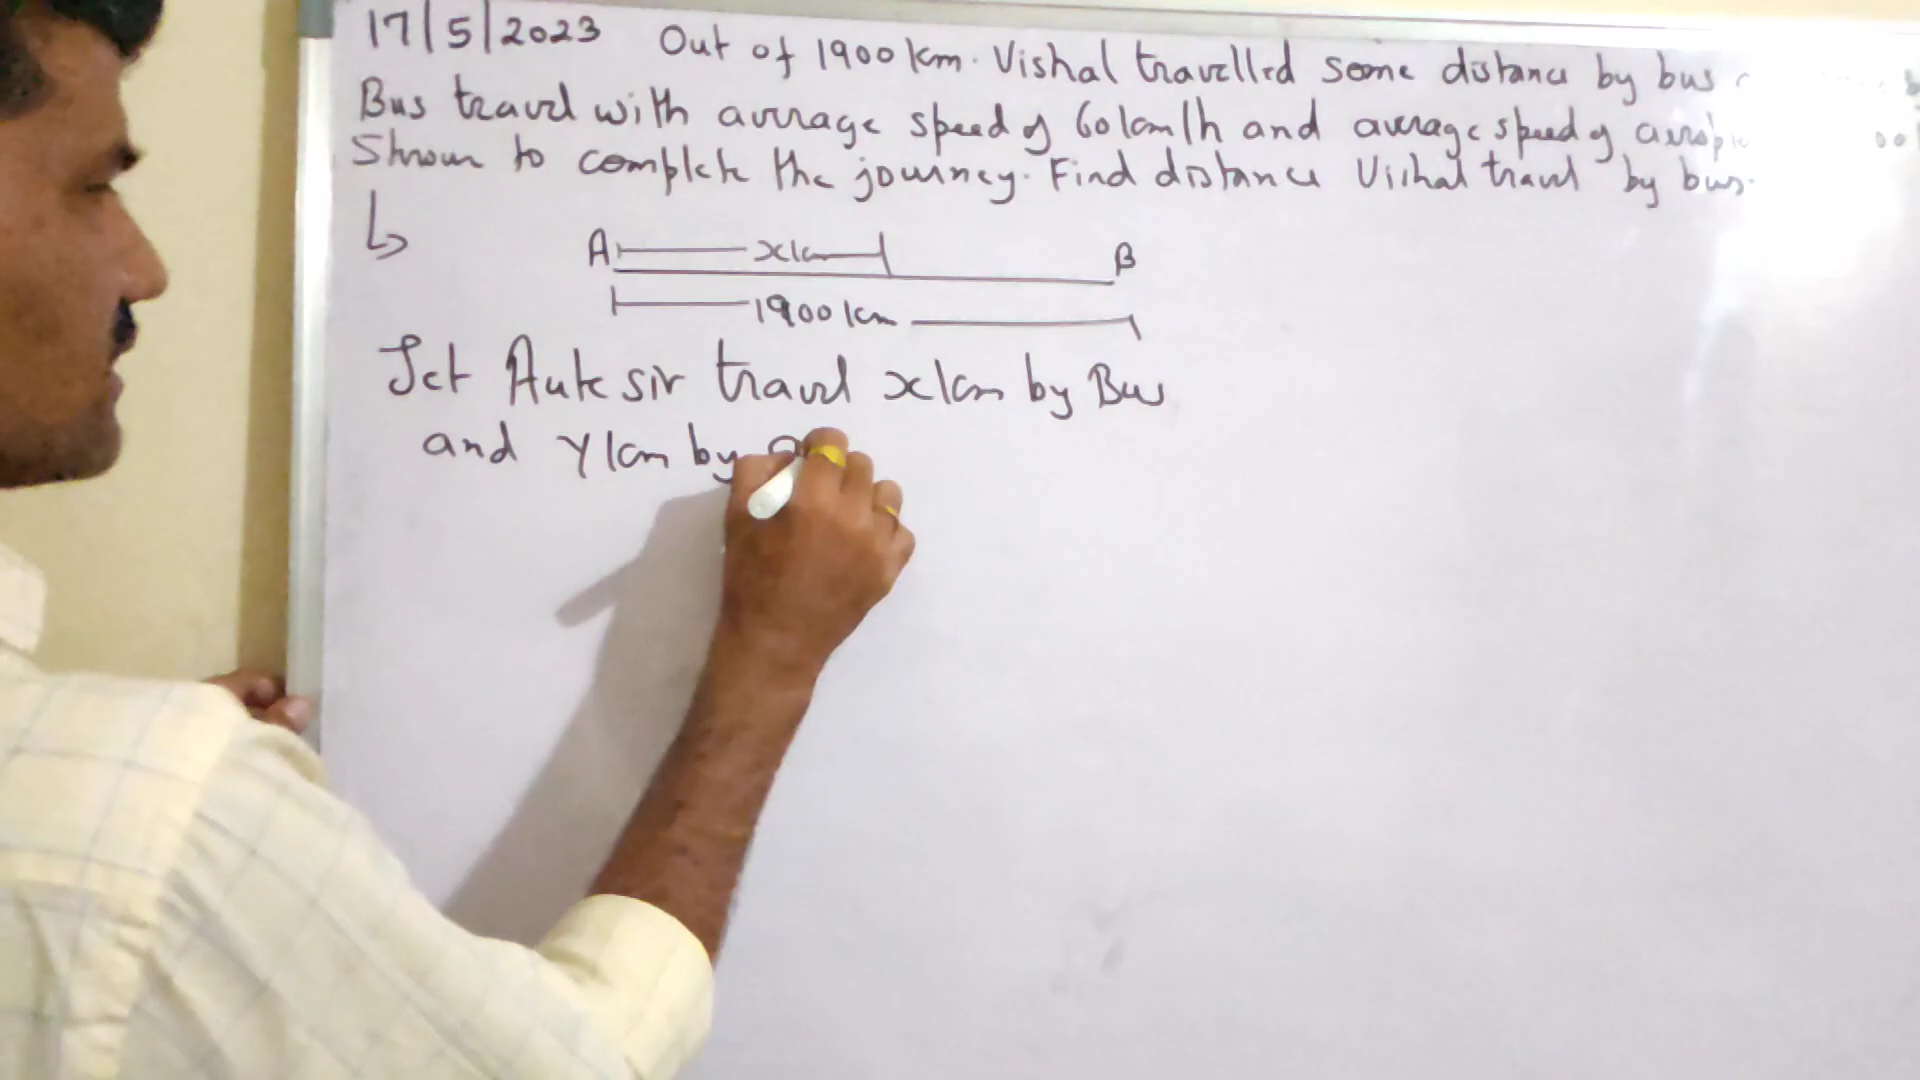 17/5/2023 Out of 1900 km. Vishal travelled some distance by bus
Bus travel with average speed of 60 km/h and average speed of
5 hours to complete the journey. Find distance Vishal travel by bus.
A x km B
1900 km
Let Aute sir travel x km by Bus
and y km by a